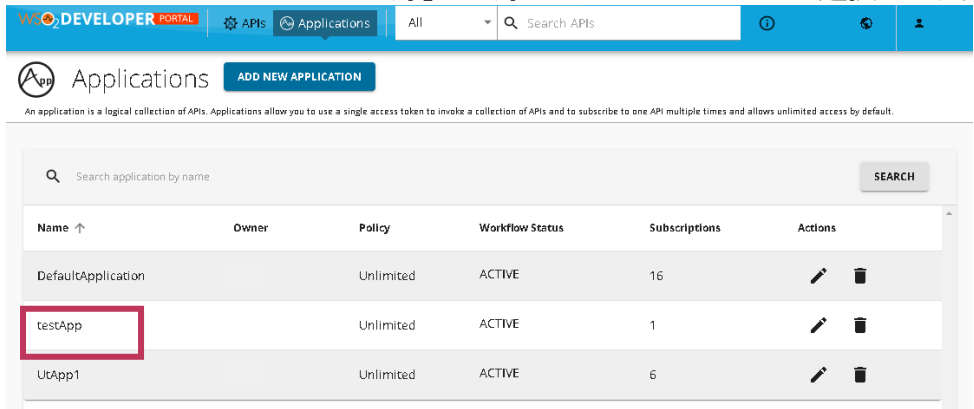 WSO2 DEVELOPER PORTAL APIs Applications All Search APIs
App Applications ADD NEW APPLICATION
An application is a logical collection of APIs. Applications allow you to use a single access token to invoke a collection of APIs and to subscribe to one API multiple times and allows unlimited access by default.
Search application by name SEARCH
Name Owner Policy Workflow Status Subscriptions Actions
DefaultApplication Unlimited ACTIVE 16
testApp Unlimited ACTIVE 1
UtApp1 Unlimited ACTIVE 6